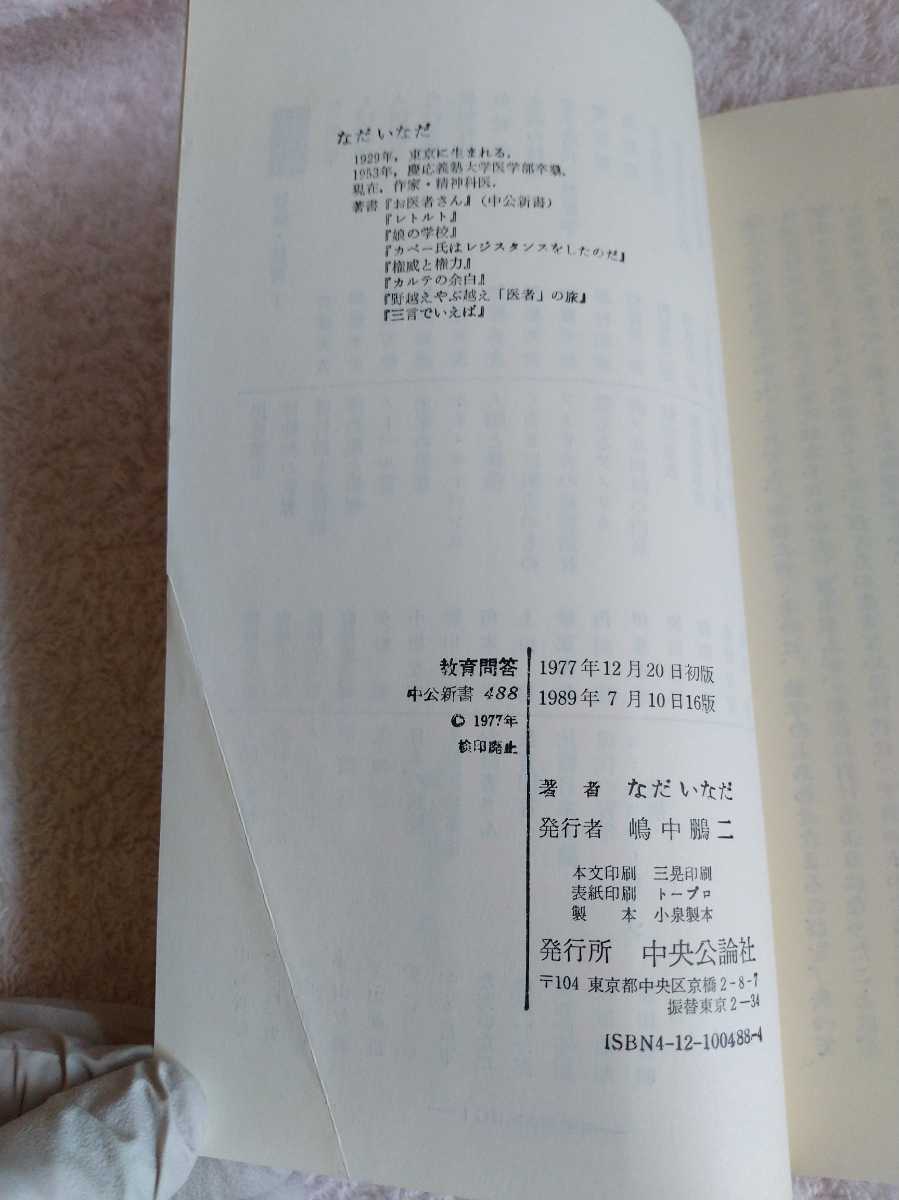 なだいなだ
1929年，東京に生まれる．
1953年，慶応義塾大学医学部卒業．
現在，作家・精神科医．
著書『お医者さん』（中公新書）
『レトルト』
『娘の学校』
『カペー氏はレジスタンスをしたのだ』
『権威と権力』
『カルテの余白』
『野越えやぶ越え「医者」の旅』
『三言でいえば』
教育問答
中公新書 488
© 1977年
検印廃止
1977年12月20日初版
1989年 7月10日16版
著 者 なだいなだ
発行者 嶋中鵬二
本文印刷 三晃印刷
表紙印刷 トープロ
製 本 小泉製本
発行所 中央公論社
〒104 東京都中央区京橋2-8-7
振替東京2-34
ISBN4-12-100488-4